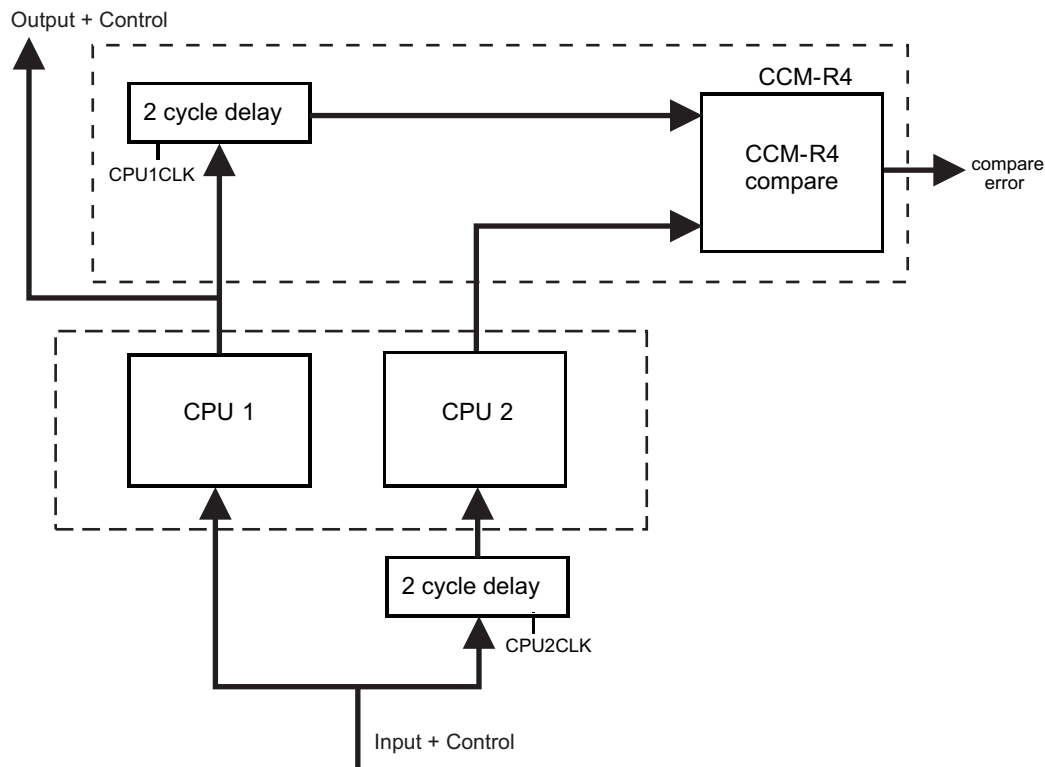 Output + Control
CCM-R4
2 cycle delay
CPU1CLK
CCM-R4
compare
compare
error
CPU 1
CPU 2
2 cycle delay
CPU2CLK
Input + Control